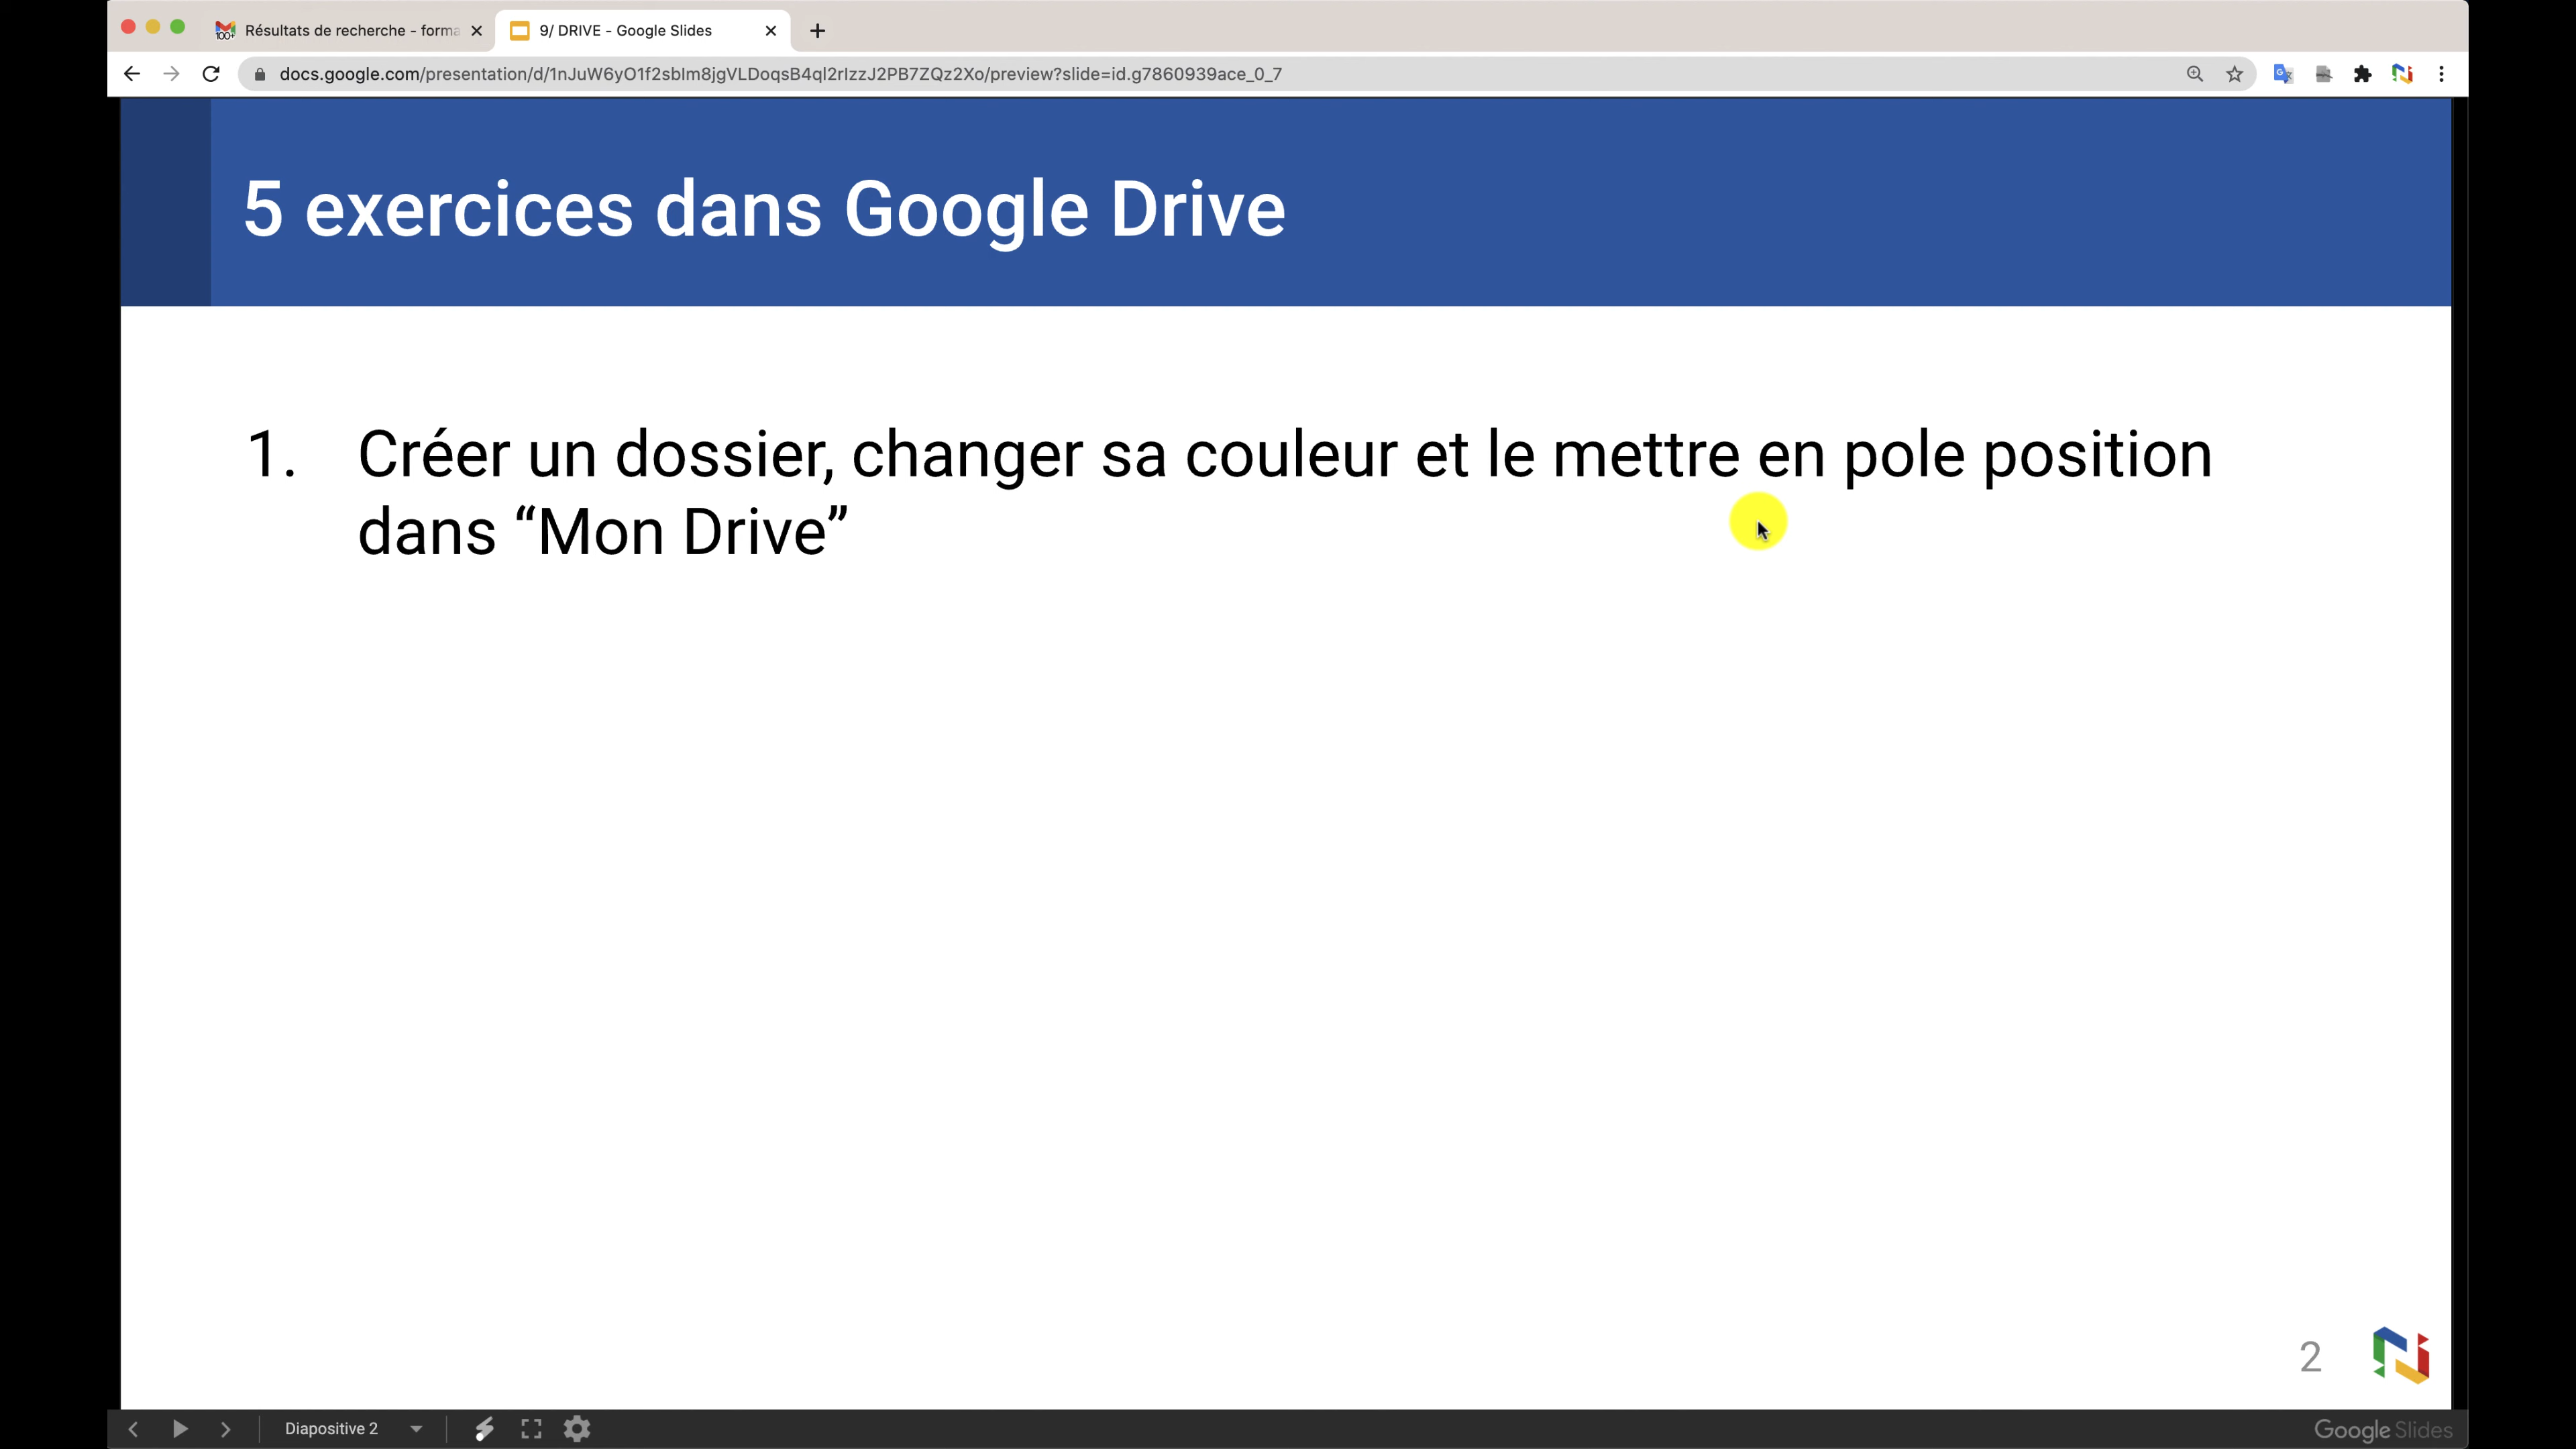 Résultats de recherche - forma
9/ DRIVE - Google Slides
docs.google.com/presentation/d/1nJuW6yO1f2sbIm8jgVLDoqsB4qI2rIzzJ2PB7ZQz2Xo/preview?slide=id.g7860939ace_0_7
5 exercices dans Google Drive
1. Créer un dossier, changer sa couleur et le mettre en pole position
dans “Mon Drive”
2
Diapositive 2
Google Slides